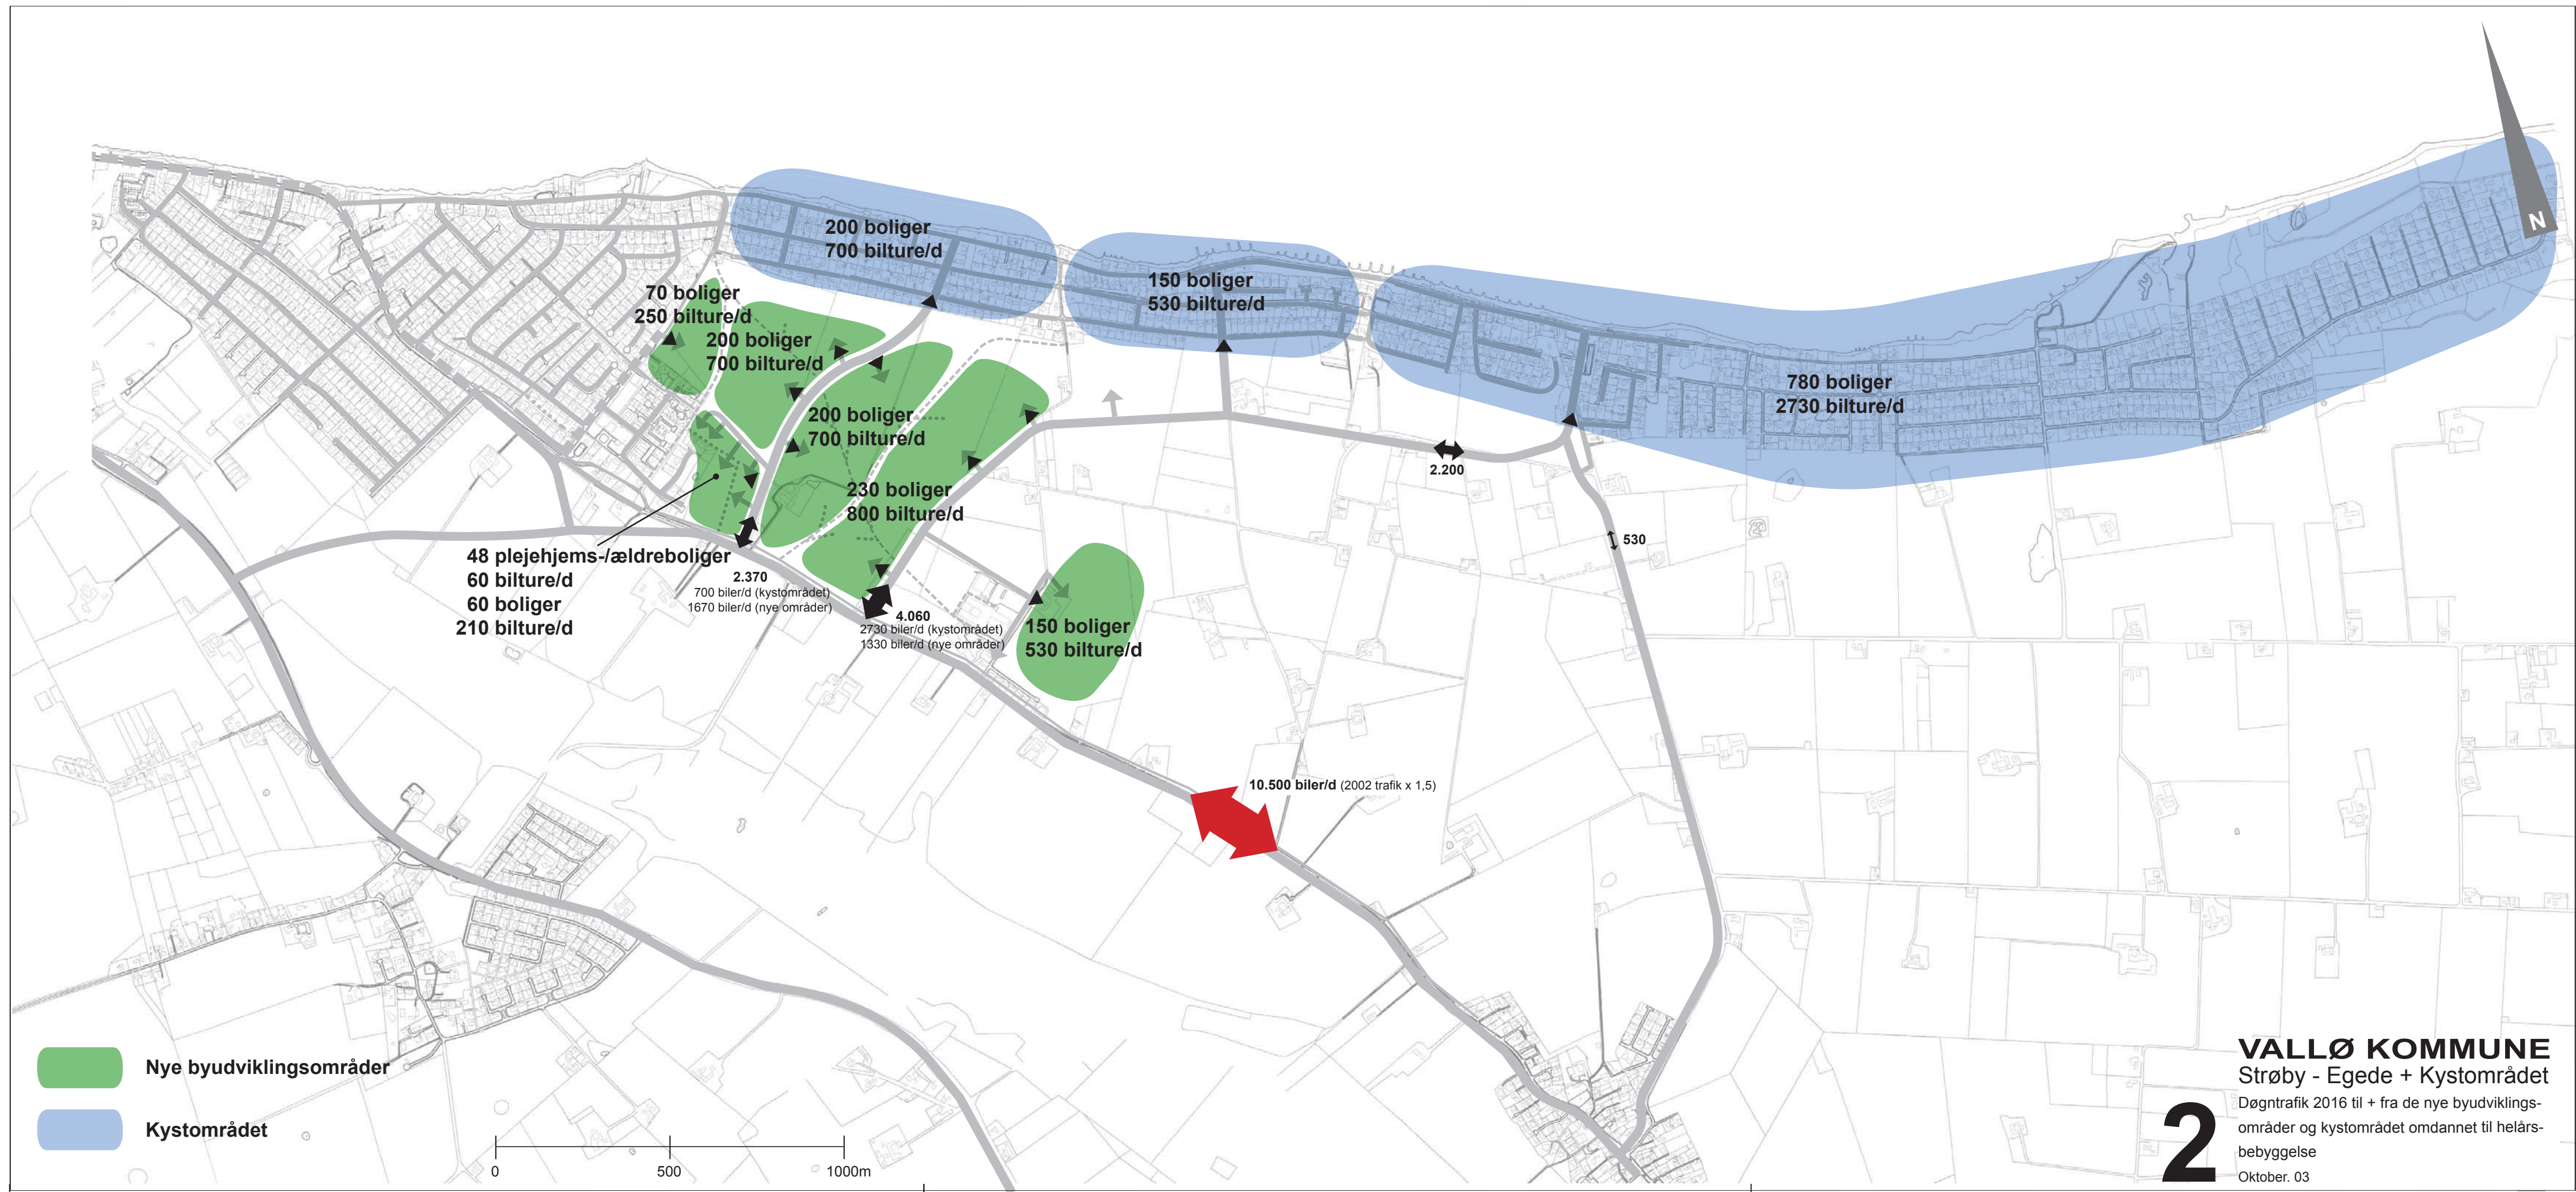 200 boliger
700 bilture/d
150 boliger
530 bilture/d
780 boliger
2730 bilture/d
N
70 boliger
250 bilture/d
200 boliger
700 bilture/d
200 boliger
700 bilture/d
230 boliger
800 bilture/d
2.200
530
48 plejehjems-/ældreboliger
60 bilture/d
60 boliger
210 bilture/d
2.370
700 biler/d (kystområdet)
1670 biler/d (nye områder)
4.060
2730 biler/d (kystområdet)
1330 biler/d (nye områder)
150 boliger
530 bilture/d
10.500 biler/d (2002 trafik x 1,5)
Nye byudviklingsområder
Kystområdet
0 500 1000m
VALLØ KOMMUNE
Strøby - Egede + Kystområdet
2
Døgntrafik 2016 til + fra de nye byudviklings-
områder og kystområdet omdannet til helårs-
bebyggelse
Oktober. 03